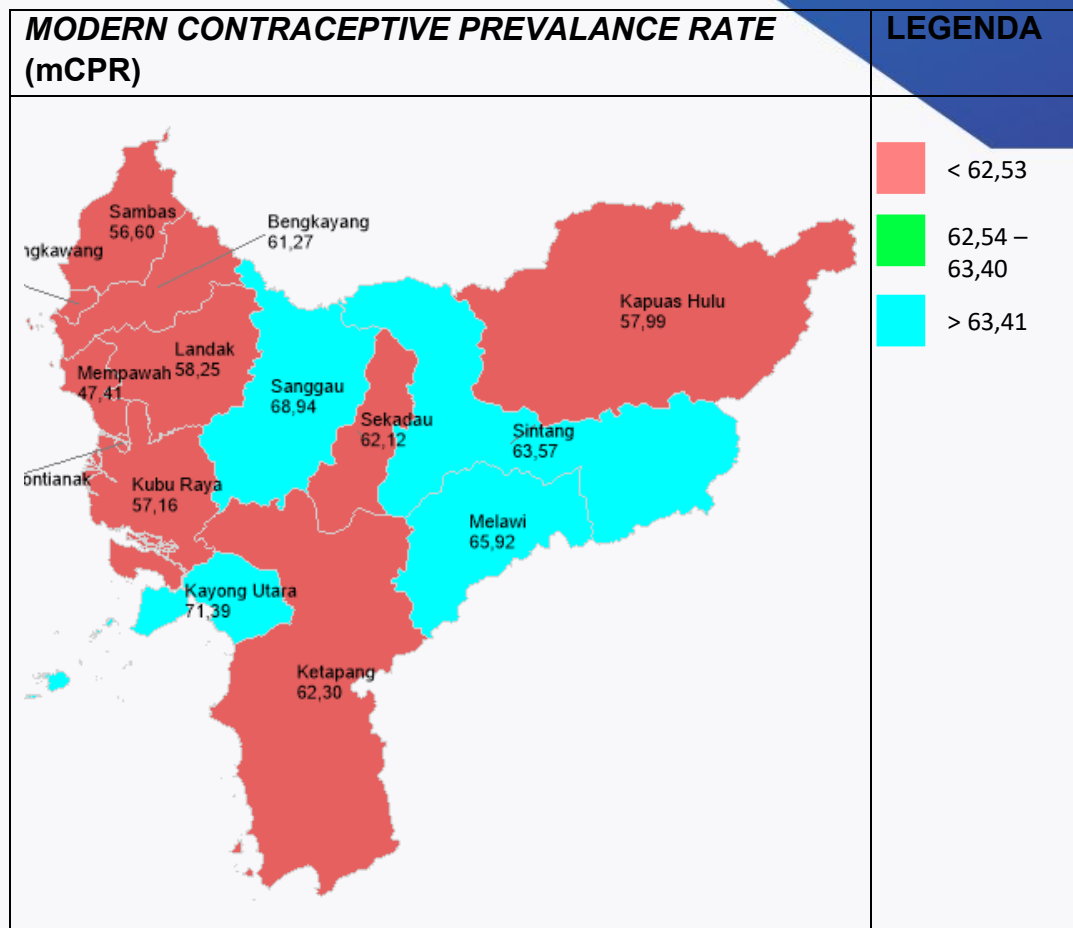 MODERN CONTRACEPTIVE PREVALANCE RATE
(mCPR)
LEGENDA
< 62,53
62,54 –
63,40
> 63,41
Sambas
56,60
Bengkayang
61,27
ngkawang
Kapuas Hulu
57,99
Landak
58,25
Mempawah
47,41
Sanggau
68,94
Sekadau
62,12
Sintang
63,57
ontianak
Kubu Raya
57,16
Melawi
65,92
Kayong Utara
71,39
Ketapang
62,30